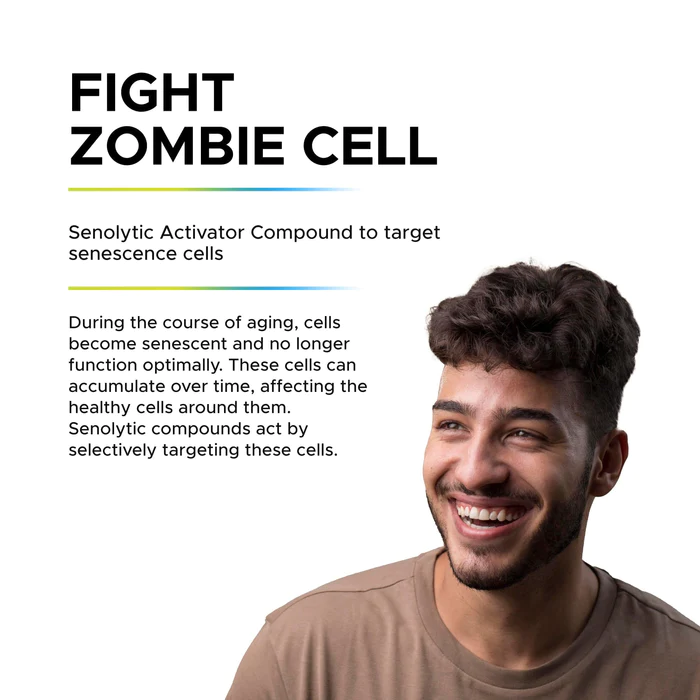 FIGHT
ZOMBIE CELL
Senolytic Activator Compound to target
senescence cells
During the course of aging, cells
become senescent and no longer
function optimally. These cells can
accumulate over time, affecting the
healthy cells around them.
Senolytic compounds act by
selectively targeting these cells.